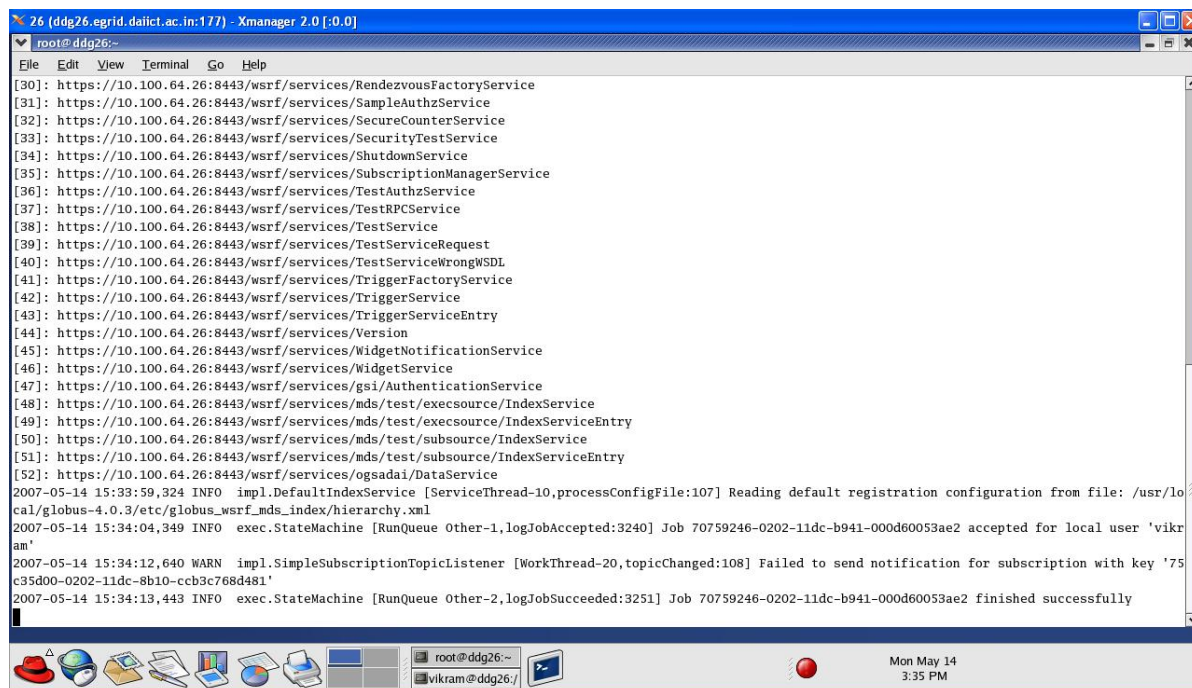 26 (ddg26.egrid.daiict.ac.in:177) - Xmanager 2.0 [:0.0]
root@ddg26:~
File Edit View Terminal Go Help
[30]: https://10.100.64.26:8443/wsrf/services/RendezvousFactoryService
[31]: https://10.100.64.26:8443/wsrf/services/SampleAuthzService
[32]: https://10.100.64.26:8443/wsrf/services/SecureCounterService
[33]: https://10.100.64.26:8443/wsrf/services/SecurityTestService
[34]: https://10.100.64.26:8443/wsrf/services/ShutdownService
[35]: https://10.100.64.26:8443/wsrf/services/SubscriptionManagerService
[36]: https://10.100.64.26:8443/wsrf/services/TestAuthzService
[37]: https://10.100.64.26:8443/wsrf/services/TestRPCService
[38]: https://10.100.64.26:8443/wsrf/services/TestService
[39]: https://10.100.64.26:8443/wsrf/services/TestServiceRequest
[40]: https://10.100.64.26:8443/wsrf/services/TestServiceWrongWSDL
[41]: https://10.100.64.26:8443/wsrf/services/TriggerFactoryService
[42]: https://10.100.64.26:8443/wsrf/services/TriggerService
[43]: https://10.100.64.26:8443/wsrf/services/TriggerServiceEntry
[44]: https://10.100.64.26:8443/wsrf/services/Version
[45]: https://10.100.64.26:8443/wsrf/services/WidgetNotificationService
[46]: https://10.100.64.26:8443/wsrf/services/WidgetService
[47]: https://10.100.64.26:8443/wsrf/services/gsi/AuthenticationService
[48]: https://10.100.64.26:8443/wsrf/services/mds/test/execsource/IndexService
[49]: https://10.100.64.26:8443/wsrf/services/mds/test/execsource/IndexServiceEntry
[50]: https://10.100.64.26:8443/wsrf/services/mds/test/subsource/IndexService
[51]: https://10.100.64.26:8443/wsrf/services/mds/test/subsource/IndexServiceEntry
[52]: https://10.100.64.26:8443/wsrf/services/ogsadai/DataService
2007-05-14 15:33:59,324 INFO  impl.DefaultIndexService [ServiceThread-10,processConfigFile:107] Reading default registration configuration from file: /usr/lo
cal/globus-4.0.3/etc/globus_wsrf_mds_index/hierarchy.xml
2007-05-14 15:34:04,349 INFO  exec.StateMachine [RunQueue Other-1,logJobAccepted:3240] Job 70759246-0202-11dc-b941-000d60053ae2 accepted for local user 'vikr
am'
2007-05-14 15:34:12,640 WARN  impl.SimpleSubscriptionTopicListener [WorkThread-20,topicChanged:108] Failed to send notification for subscription with key '75
c35d00-0202-11dc-8b10-ccb3c768d481'
2007-05-14 15:34:13,443 INFO  exec.StateMachine [RunQueue Other-2,logJobSucceeded:3251] Job 70759246-0202-11dc-b941-000d60053ae2 finished successfully
root@ddg26:~
vikram@ddg26:/
Mon May 14
3:35 PM